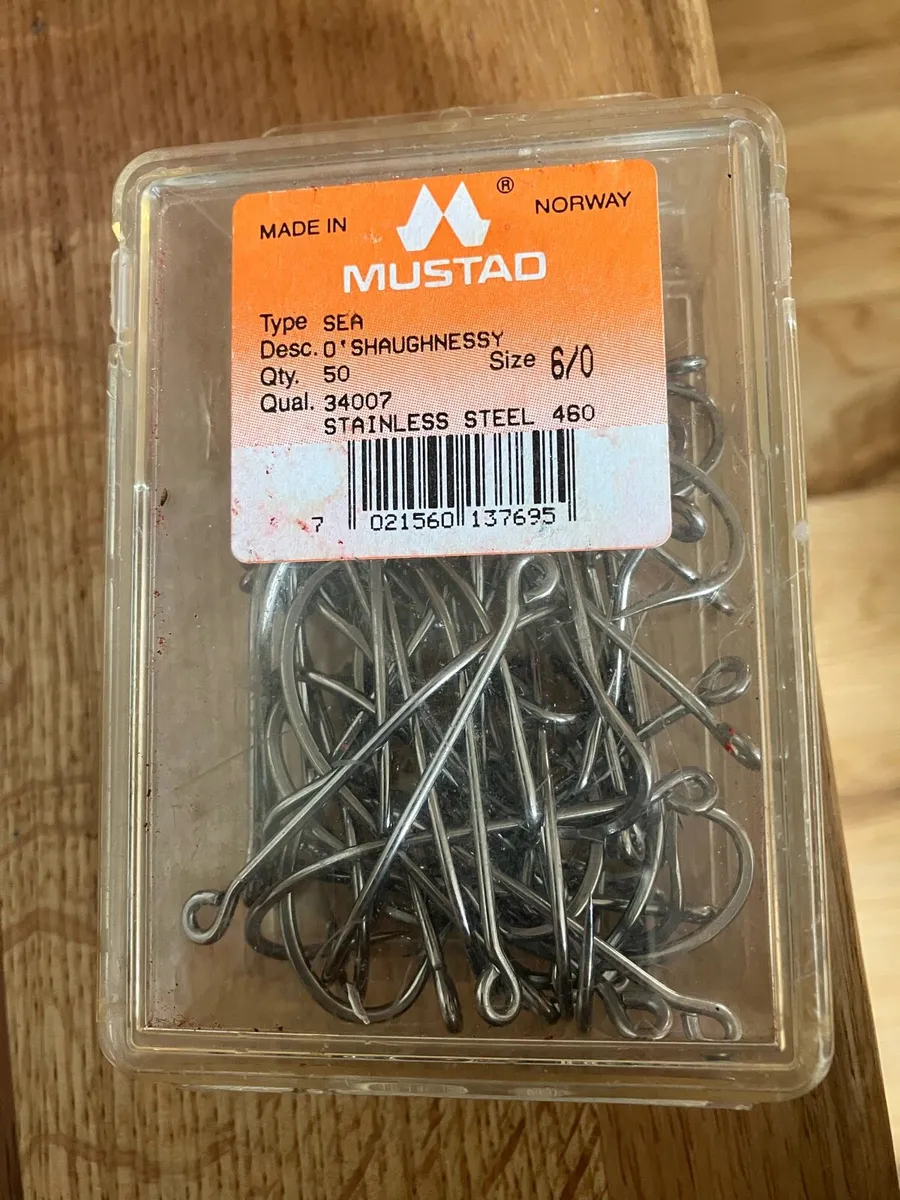 MADE IN ® NORWAY
MUSTAD
Type SEA
Desc. O'SHAUGHNESSY
Qty. 50 Size 6/0
Qual. 34007
STAINLESS STEEL 460
7 021560 137695